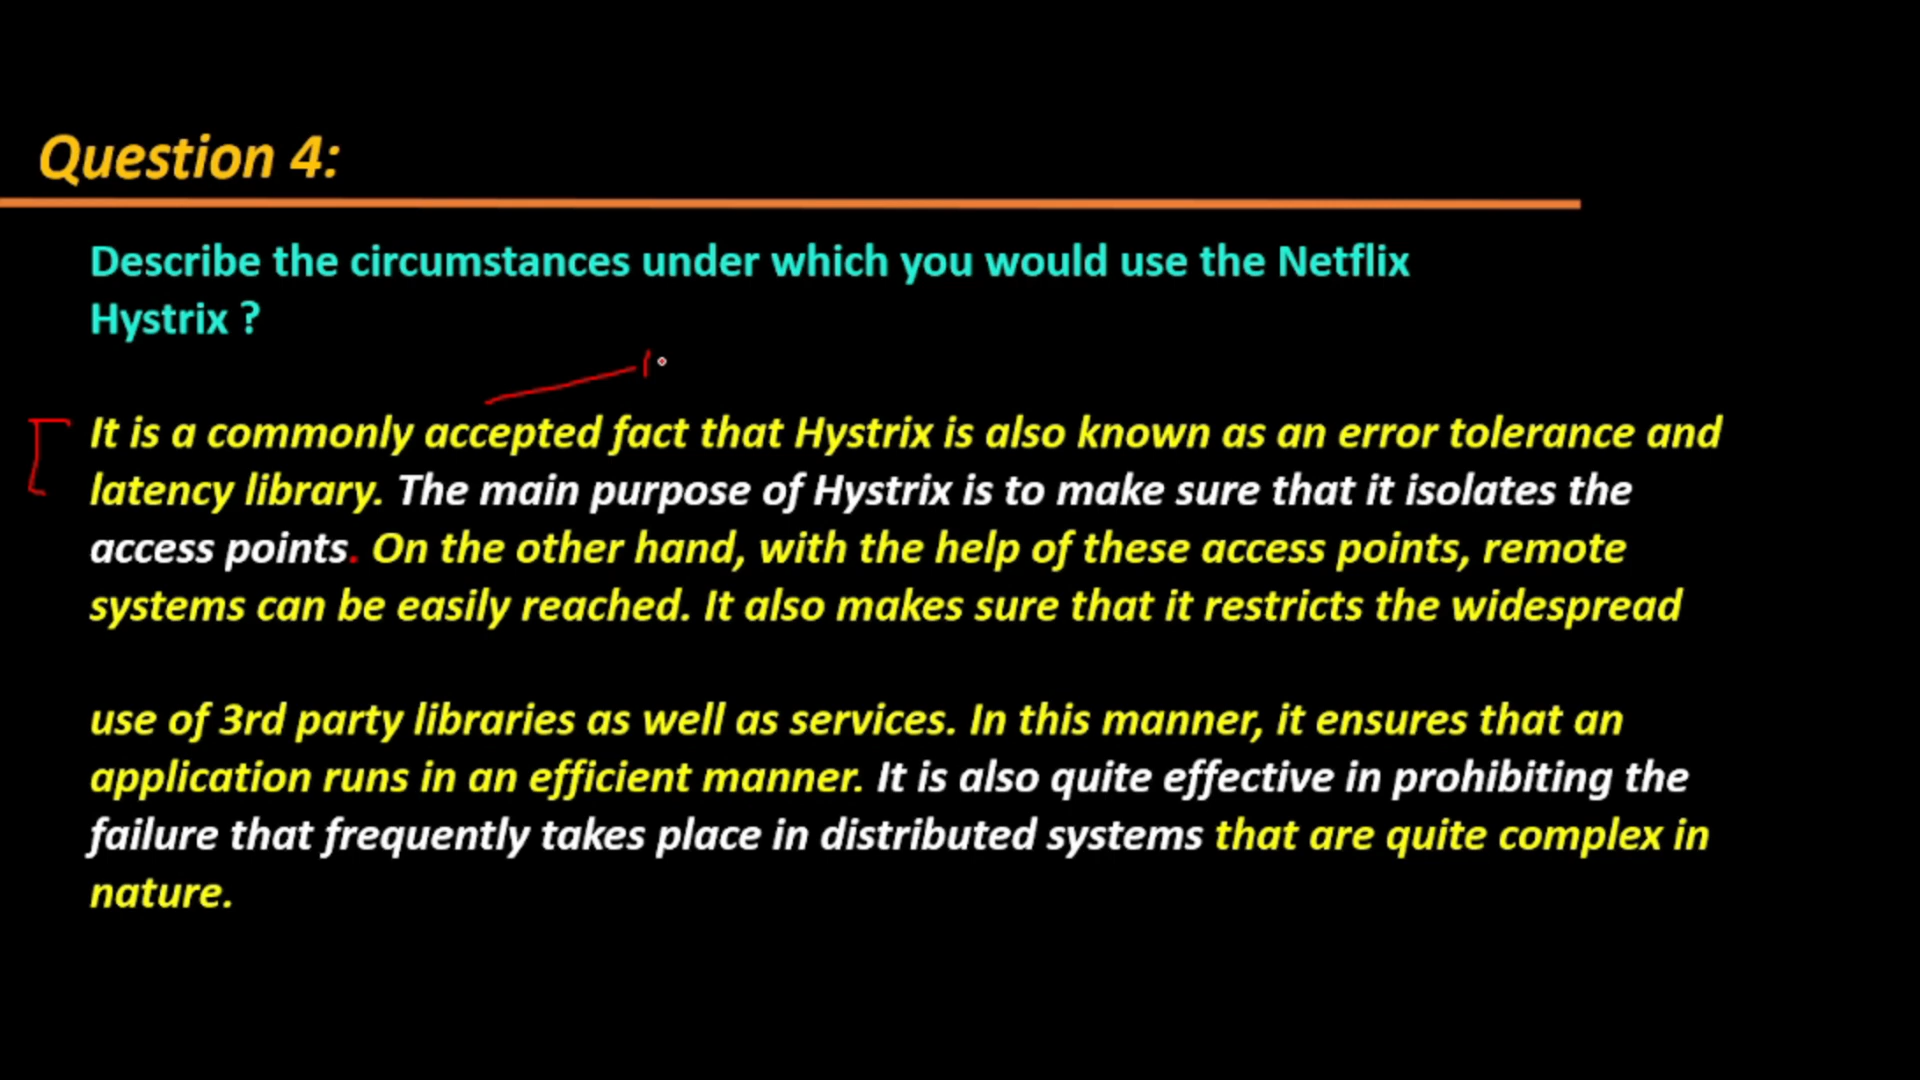 Question 4:
Describe the circumstances under which you would use the Netflix
Hystrix ?
It is a commonly accepted fact that Hystrix is also known as an error tolerance and
latency library. The main purpose of Hystrix is to make sure that it isolates the
access points. On the other hand, with the help of these access points, remote
systems can be easily reached. It also makes sure that it restricts the widespread
use of 3rd party libraries as well as services. In this manner, it ensures that an
application runs in an efficient manner. It is also quite effective in prohibiting the
failure that frequently takes place in distributed systems that are quite complex in
nature.